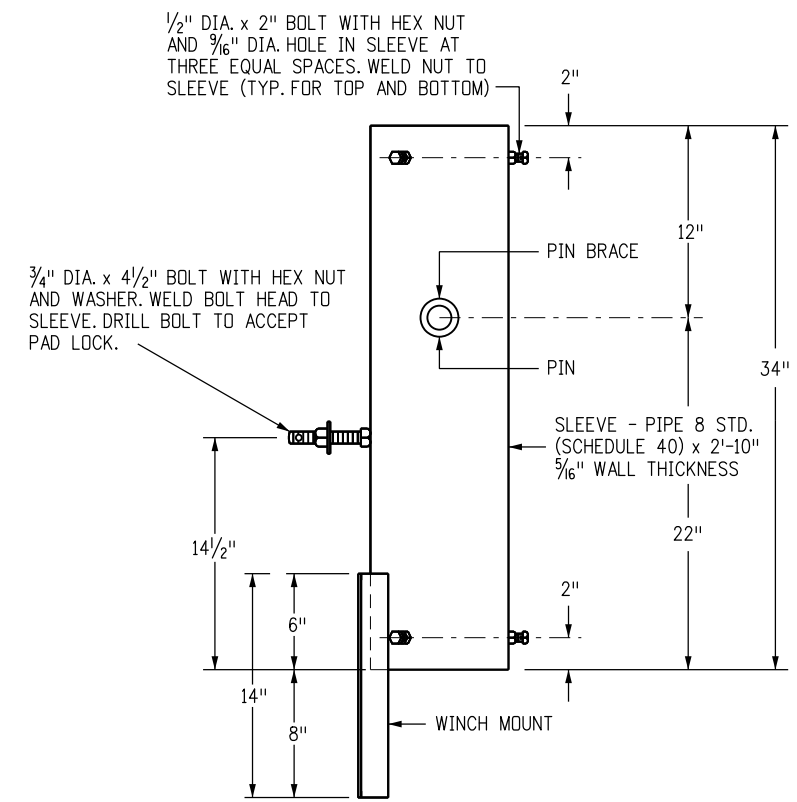 ½" DIA. x 2" BOLT WITH HEX NUT
AND 9/16" DIA. HOLE IN SLEEVE AT
THREE EQUAL SPACES. WELD NUT TO
SLEEVE (TYP. FOR TOP AND BOTTOM)
2"
12"
PIN BRACE
¾" DIA. x 4½" BOLT WITH HEX NUT
AND WASHER. WELD BOLT HEAD TO
SLEEVE. DRILL BOLT TO ACCEPT
PAD LOCK.
PIN
34"
SLEEVE - PIPE 8 STD.
(SCHEDULE 40) x 2'-10"
5/16" WALL THICKNESS
22"
14½"
2"
6"
14"
8"
WINCH MOUNT